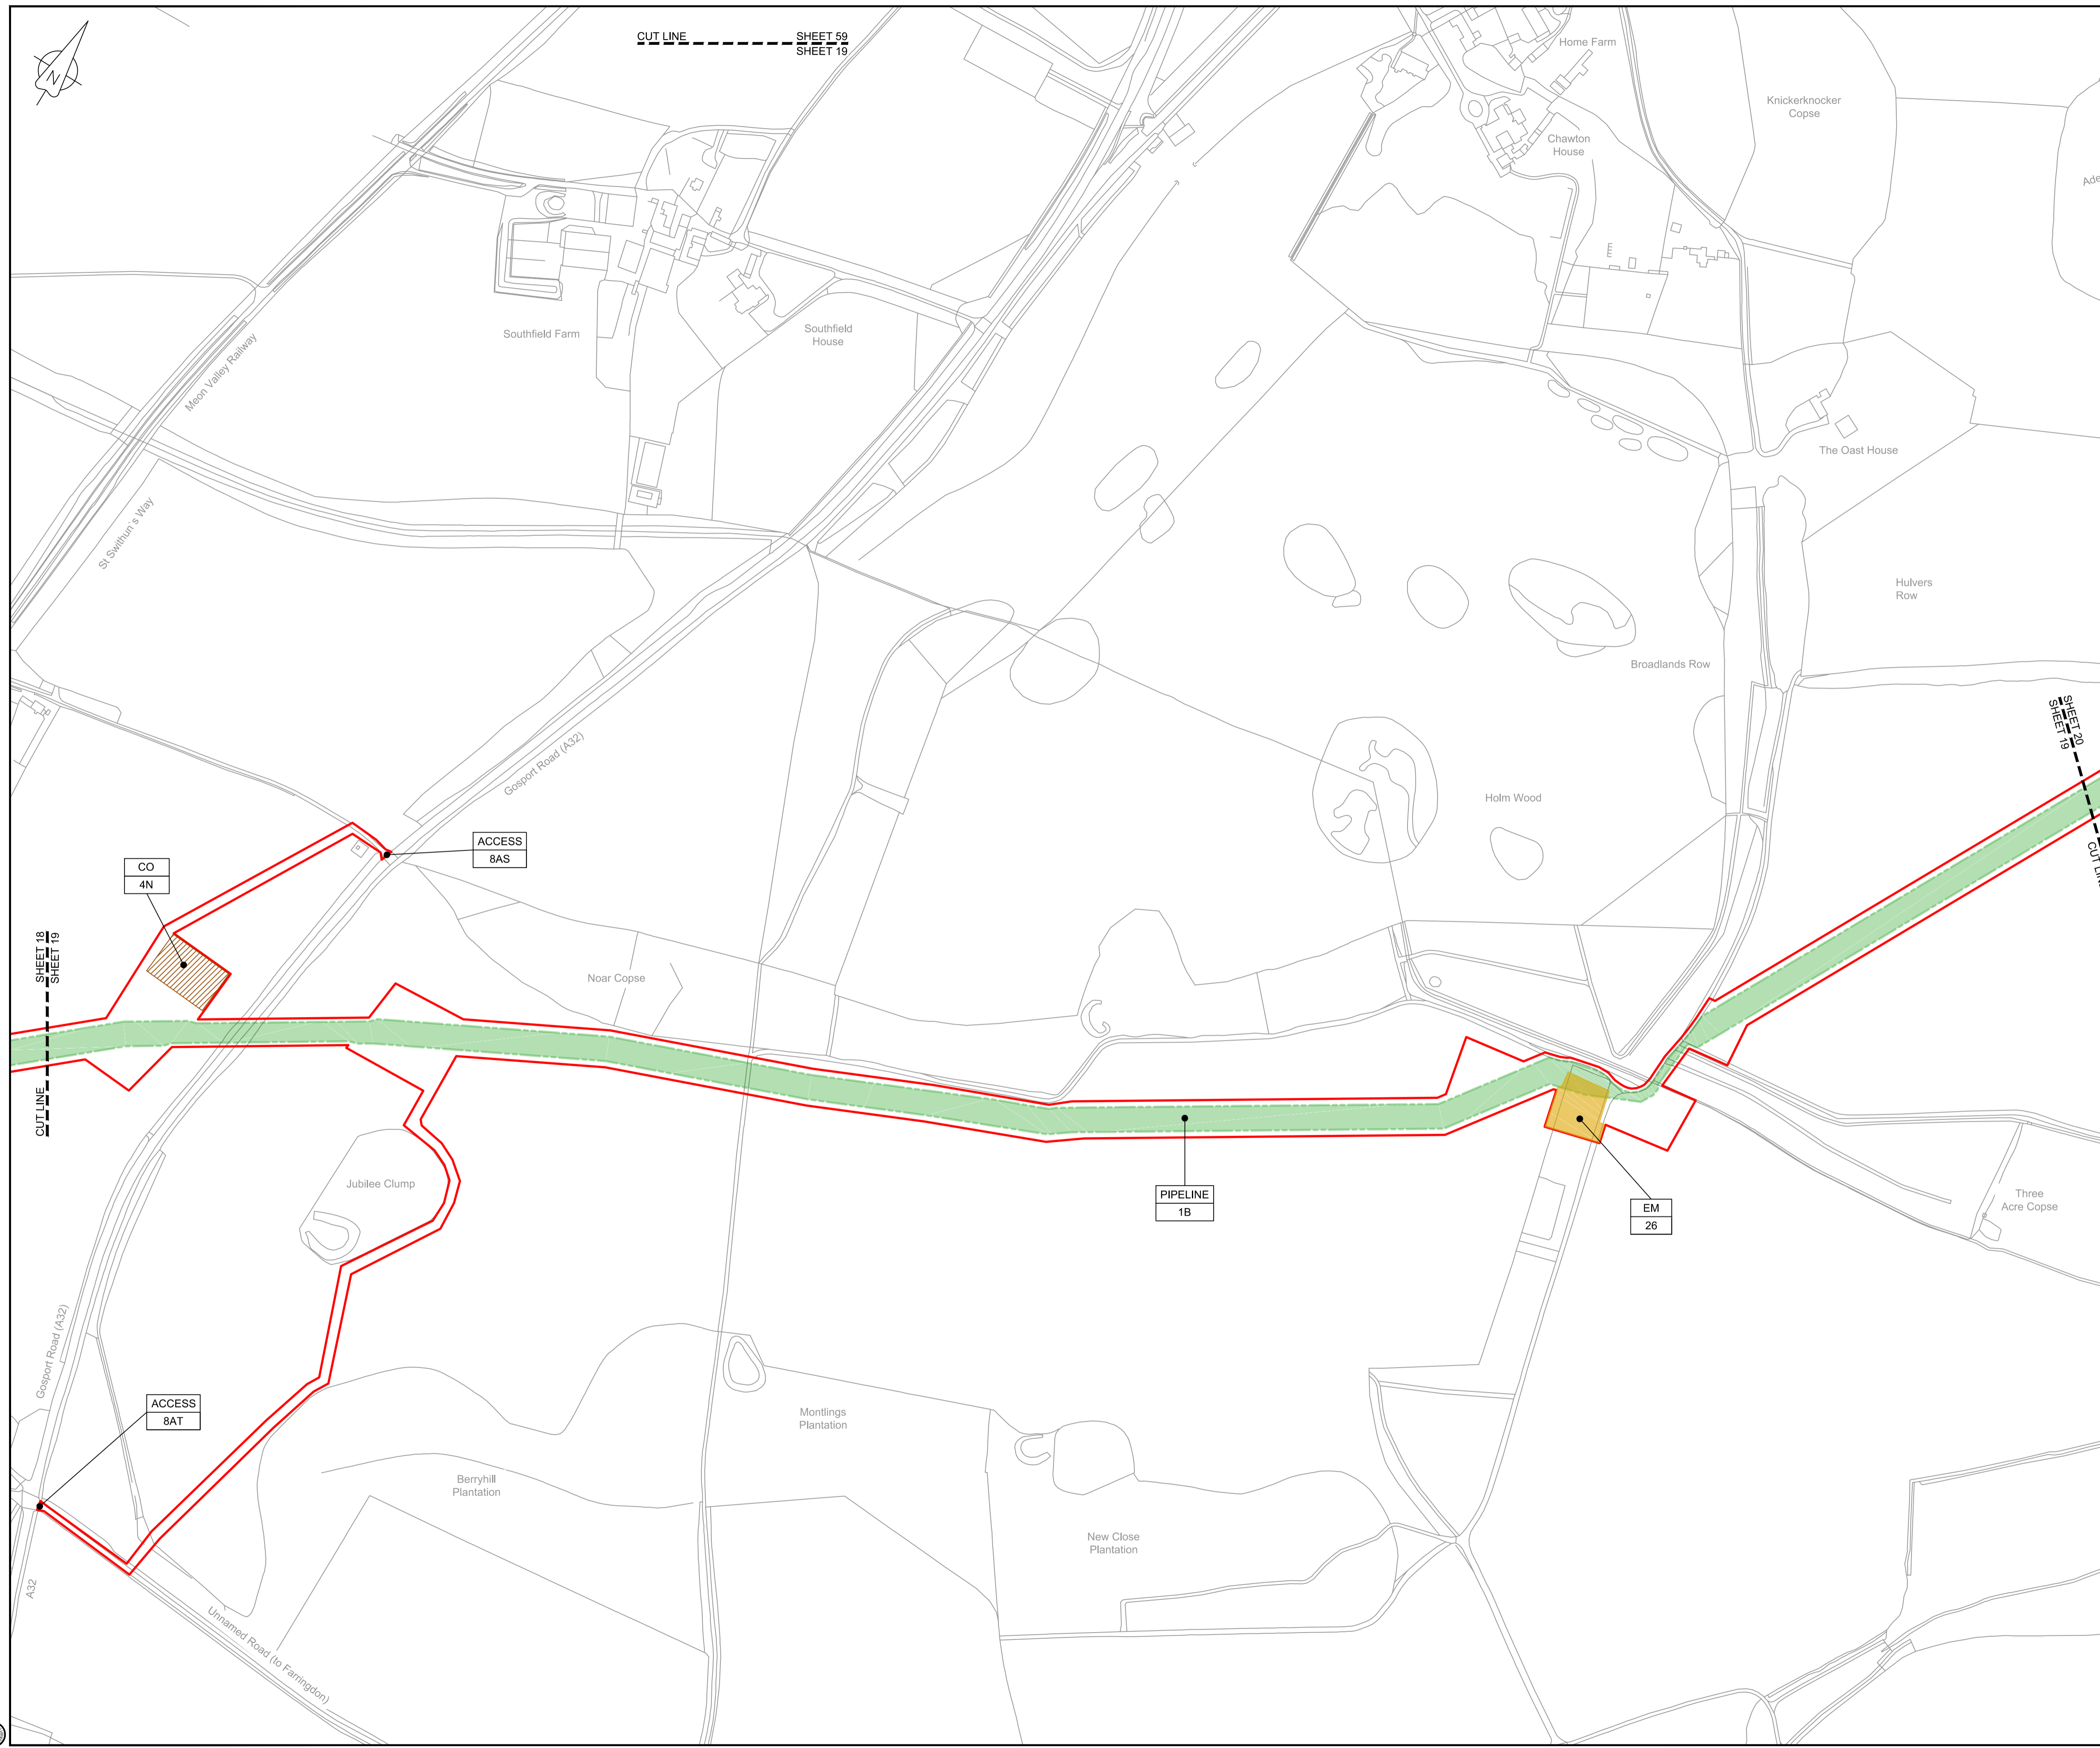 N
CUT LINE
SHEET 59
SHEET 19
Home Farm
Knickerknocker
Copse
Chawton
House
Southfield Farm
Southfield
House
Meon Valley Railway
The Oast House
St Swithun's Way
Hulvers
Row
Broadlands Row
SHEET 20
SHEET 19
Gosport Road (A32)
Holm Wood
ACCESS
8AS
CO
4N
SHEET 18
SHEET 19
CUT LINE
Noar Copse
Jubilee Clump
PIPELINE
1B
EM
26
Three
Acre Copse
Gosport Road (A32)
ACCESS
8AT
Montlings
Plantation
Berryhill
Plantation
New Close
Plantation
A32
Unnamed Road (to Farringdon)